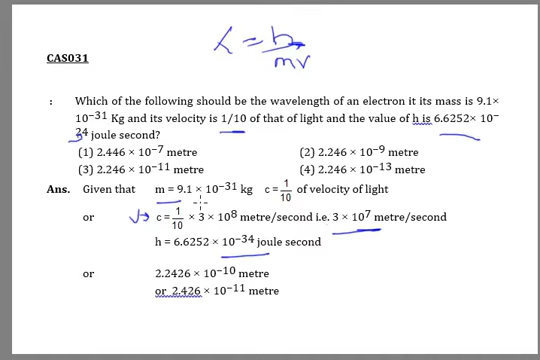 λ = h
mv
CAS031
: Which of the following should be the wavelength of an electron it its mass is 9.1×
10⁻³¹ Kg and its velocity is 1/10 of that of light and the value of h is 6.6252× 10⁻
³⁴ joule second?
(1) 2.446 × 10⁻⁷ metre (2) 2.246 × 10⁻⁹ metre
(3) 2.246 × 10⁻¹¹ metre (4) 2.246 × 10⁻¹³ metre
Ans. Given that m = 9.1 × 10⁻³¹ kg c = 1/10 of velocity of light
or c = 1/10 × 3 × 10⁸ metre/second i.e. 3 × 10⁷ metre/second
h = 6.6252 × 10⁻³⁴ joule second
or 2.2426 × 10⁻¹⁰ metre
or 2.426 × 10⁻¹¹ metre